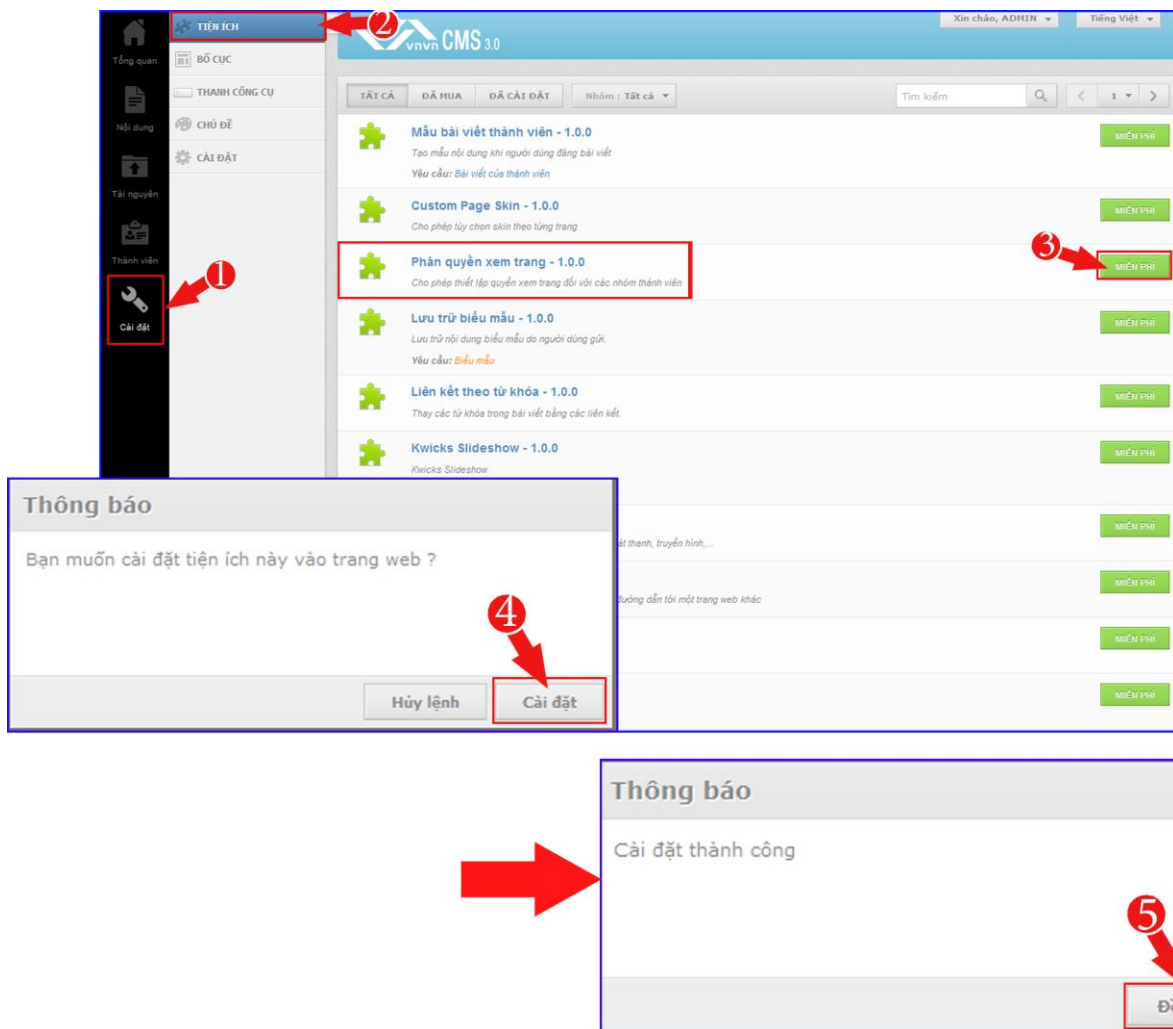 Tổng quan
Nội dung
Tài nguyên
Thành viên
Cài đặt
1
TIỆN ÍCH
2
BỐ CỤC
THANH CÔNG CỤ
CHỦ ĐỀ
CÀI ĐẶT
vnvn CMS 3.0
Xin chào, ADMIN
Tiếng Việt
TẤT CẢ ĐÃ MUA ĐÃ CÀI ĐẶT Nhóm : Tất cả
Tìm kiếm
1
Mẫu bài viết thành viên - 1.0.0
Tạo mẫu nội dung khi người dùng đăng bài viết
Yêu cầu: Bài viết của thành viên
MIỄN PHÍ
Custom Page Skin - 1.0.0
Cho phép tùy chọn skin theo từng trang
MIỄN PHÍ
Phân quyền xem trang - 1.0.0
Cho phép thiết lập quyền xem trang đối với các nhóm thành viên
3
MIỄN PHÍ
Lưu trữ biểu mẫu - 1.0.0
Lưu trữ nội dung biểu mẫu do người dùng gửi.
Yêu cầu: Biểu mẫu
MIỄN PHÍ
Liên kết theo từ khóa - 1.0.0
Thay các từ khóa trong bài viết bằng các liên kết.
MIỄN PHÍ
Kwicks Slideshow - 1.0.0
Kwicks Slideshow
MIỄN PHÍ
thanh, truyền hình,...
MIỄN PHÍ
đường dẫn tới một trang web khác
MIỄN PHÍ
MIỄN PHÍ
MIỄN PHÍ
Thông báo
Bạn muốn cài đặt tiện ích này vào trang web ?
4
Hủy lệnh Cài đặt
Thông báo
Cài đặt thành công
5